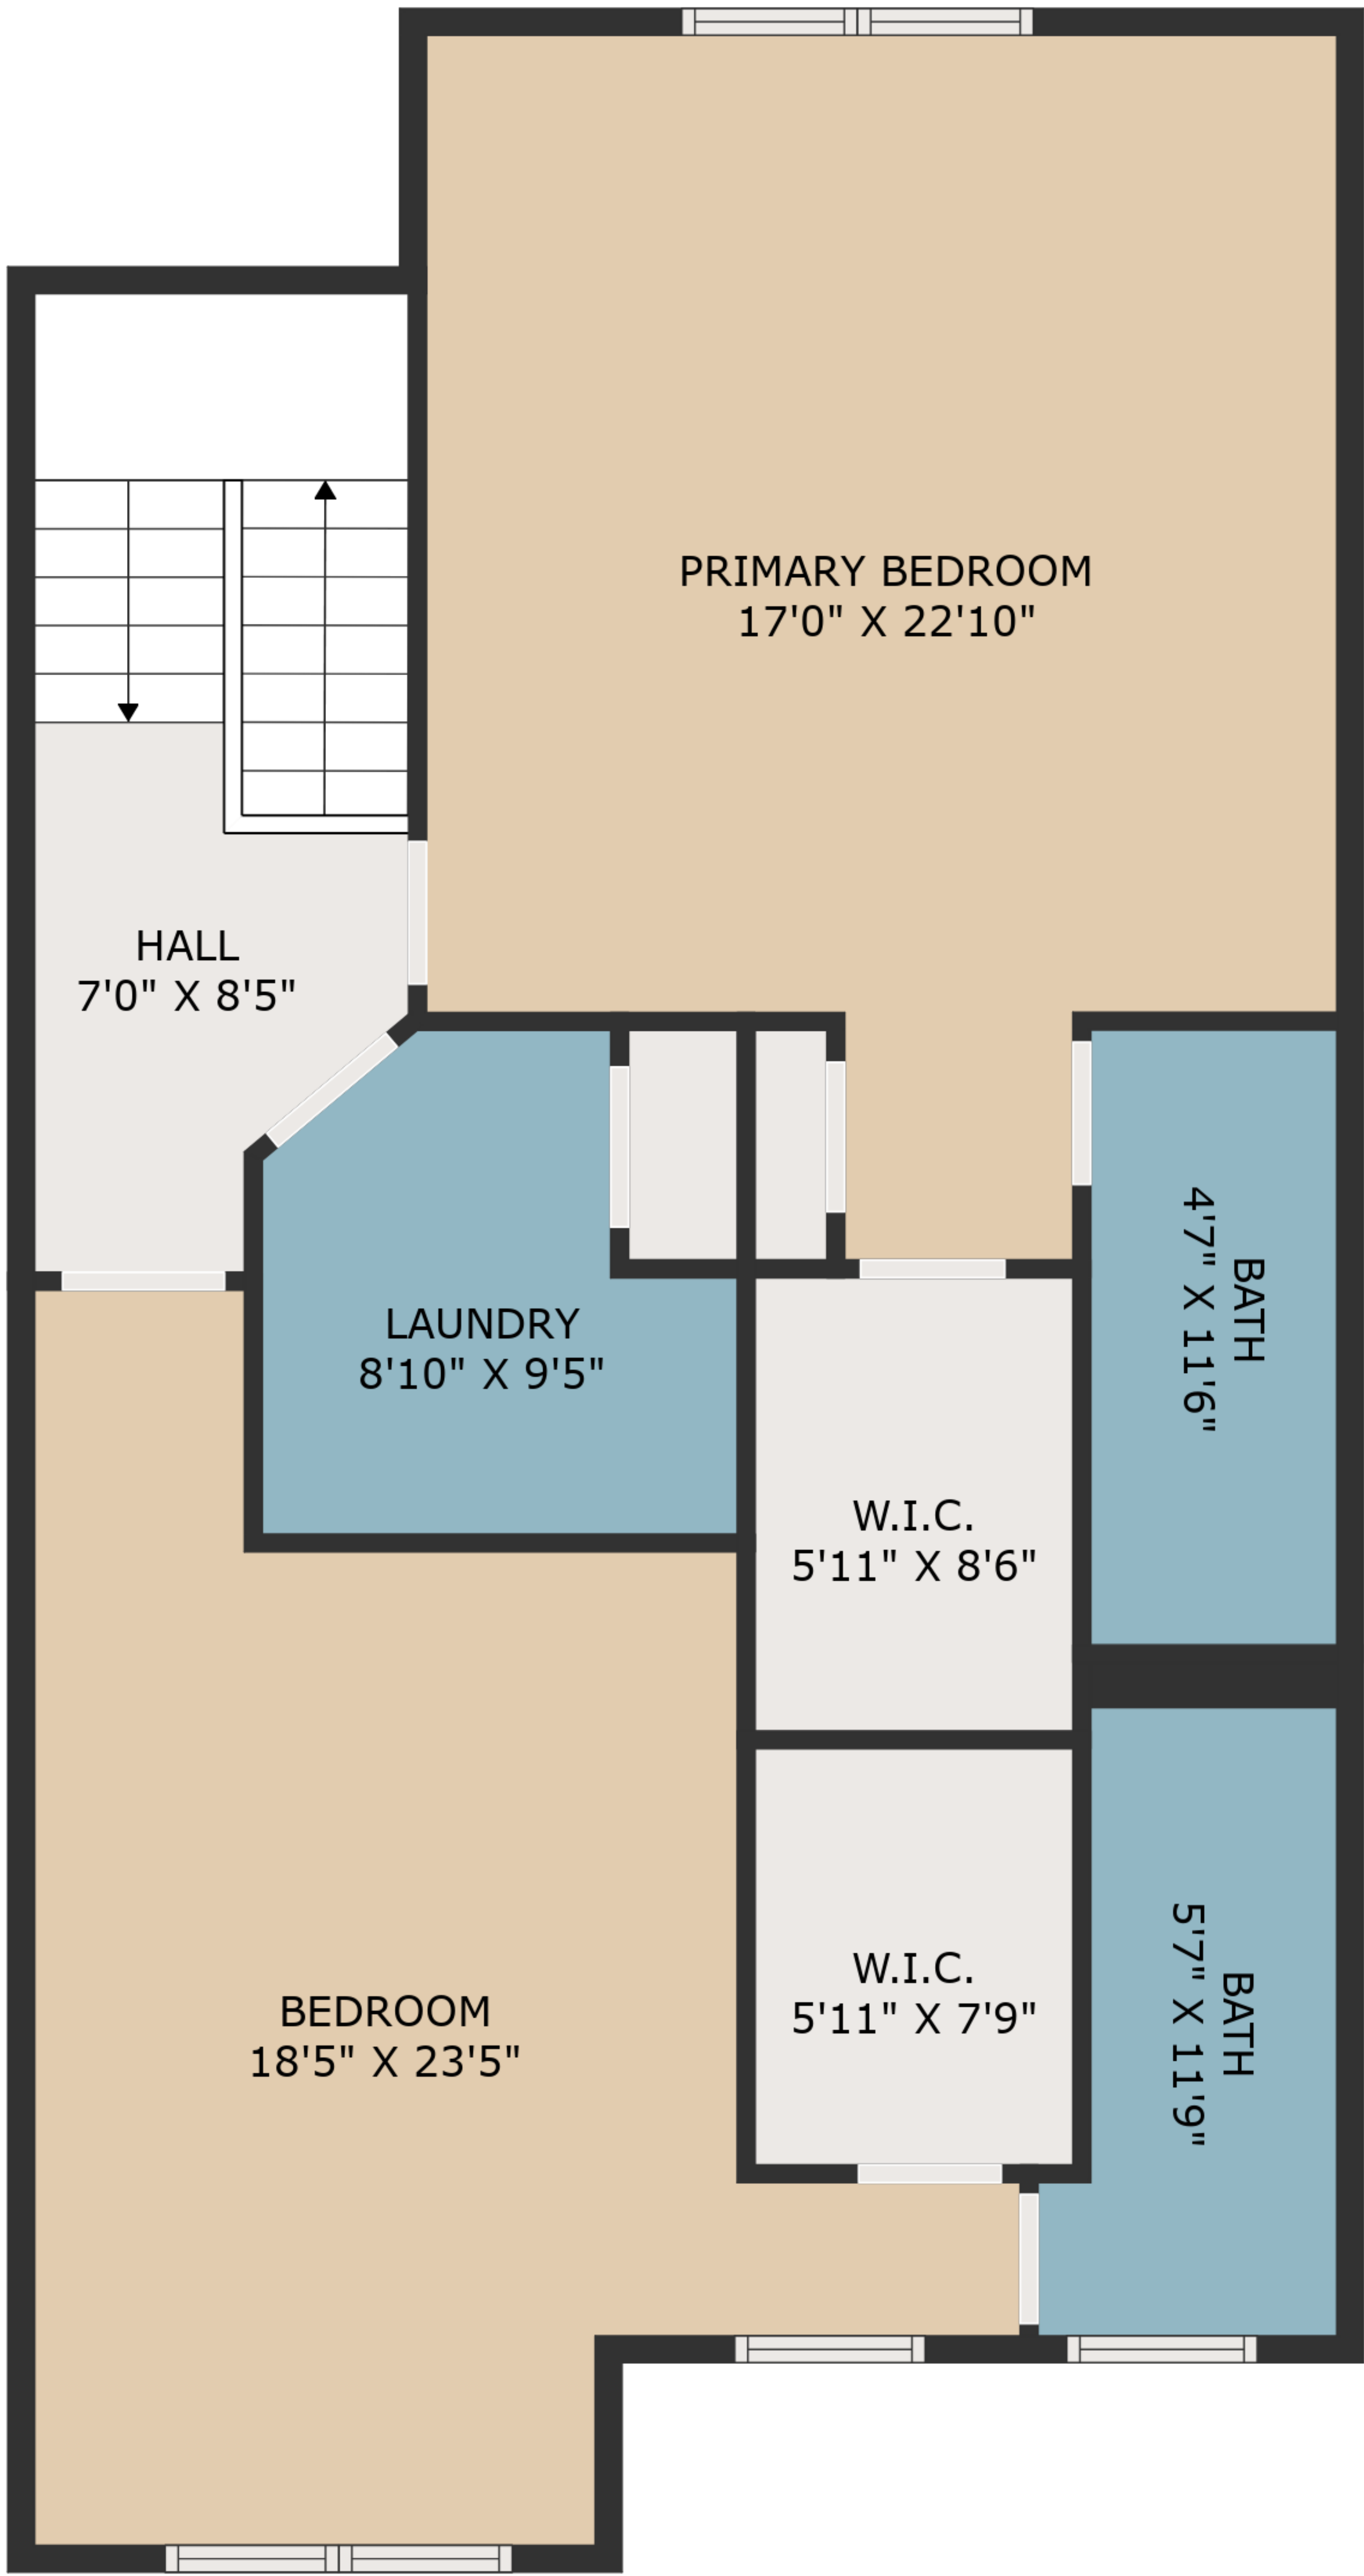 PRIMARY BEDROOM
17'0" X 22'10"
HALL
7'0" X 8'5"
LAUNDRY
8'10" X 9'5"
BATH
4'7" X 11'6"
W.I.C.
5'11" X 8'6"
W.I.C.
5'11" X 7'9"
BATH
5'7" X 11'9"
BEDROOM
18'5" X 23'5"